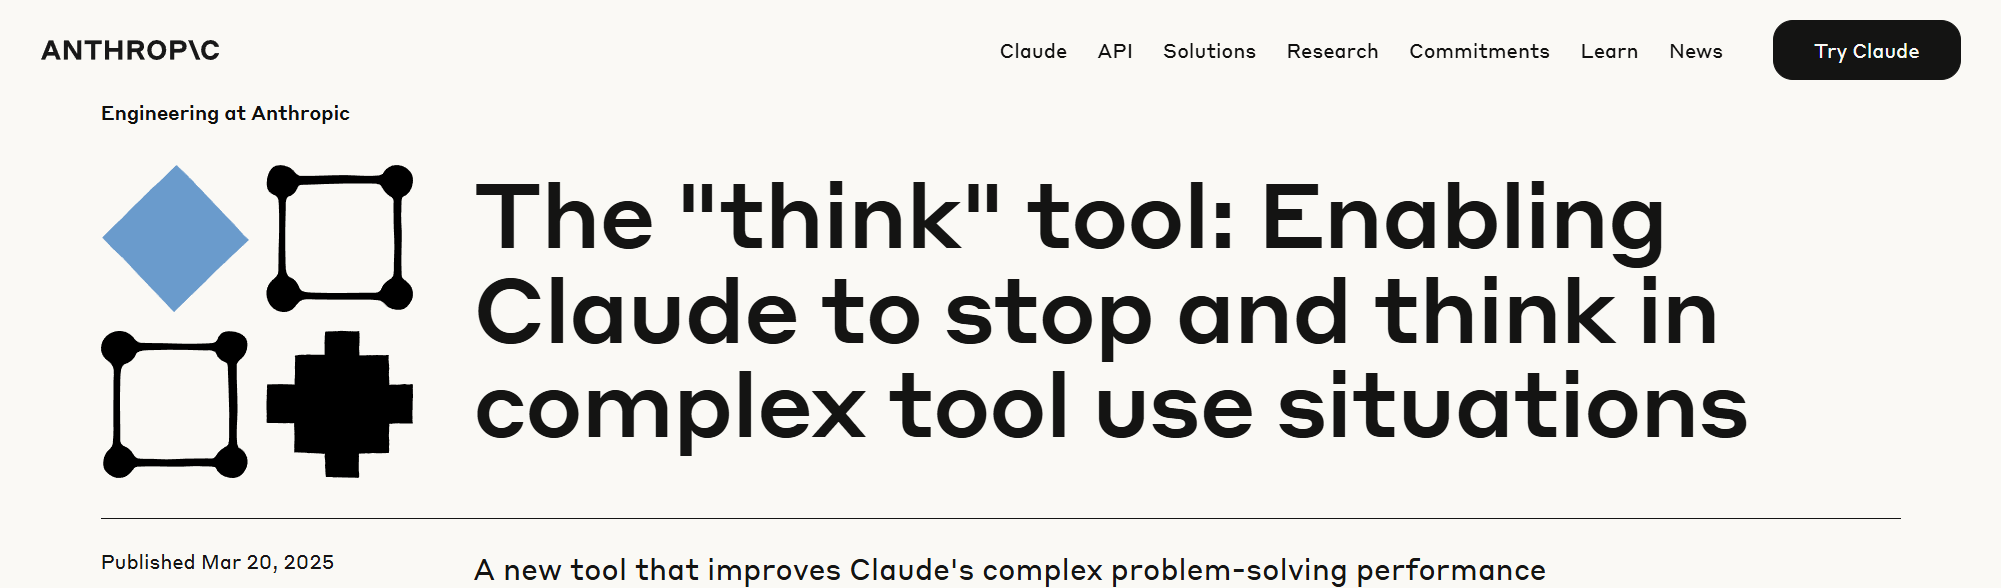 ANTHROP\C
Claude API Solutions Research Commitments Learn News Try Claude
Engineering at Anthropic
The "think" tool: Enabling
Claude to stop and think in
complex tool use situations
Published Mar 20, 2025
A new tool that improves Claude's complex problem-solving performance